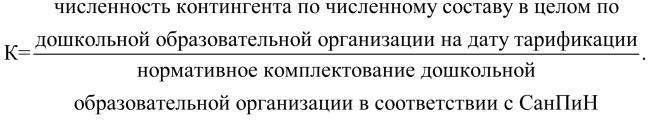 численность контингента по численному составу в целом по
дошкольной образовательной организации на дату тарификации
К=
нормативное комплектование дошкольной
образовательной организации в соответствии с СанПиН
.